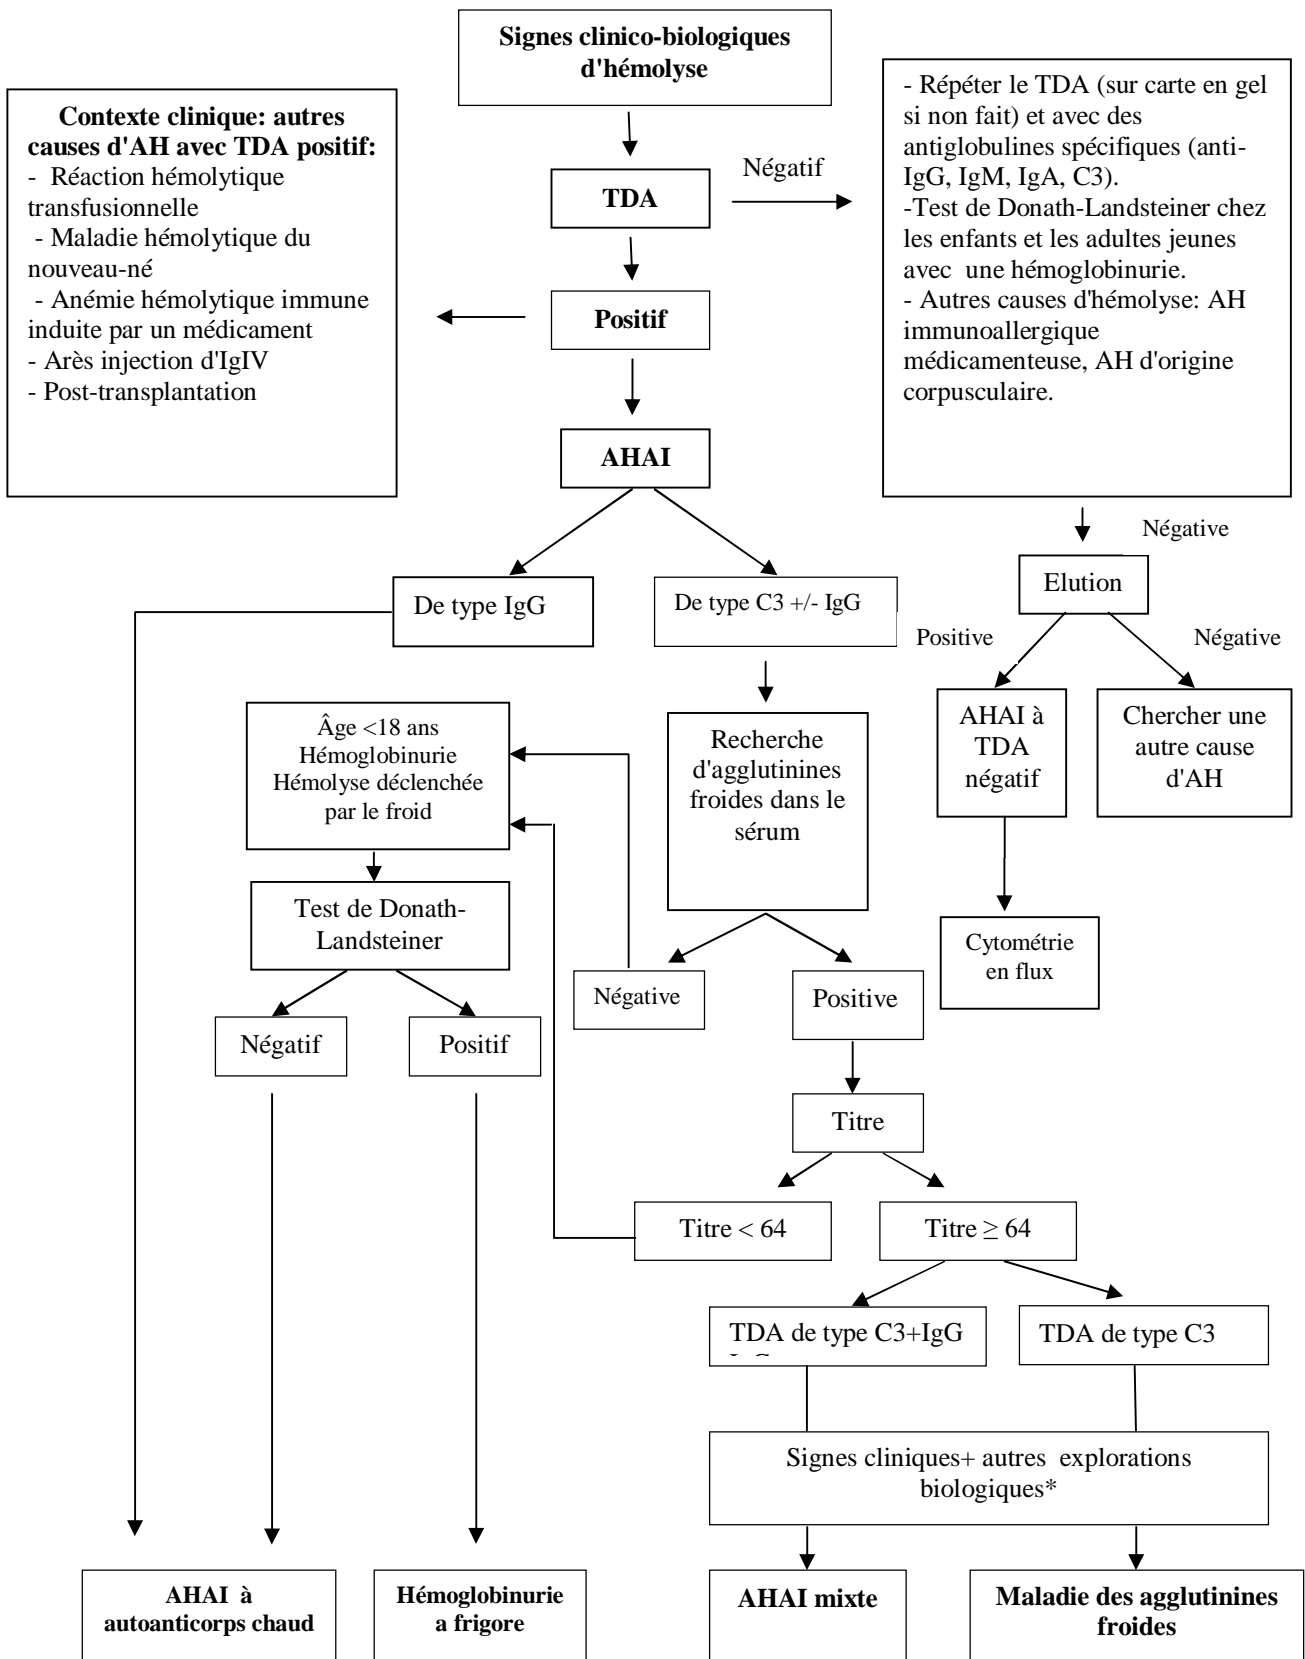 Signes clinico-biologiques
d'hémolyse
Contexte clinique: autres
causes d'AH avec TDA positif:
- Réaction hémolytique
transfusionnelle
- Maladie hémolytique du
nouveau-né
- Anémie hémolytique immune
induite par un médicament
- Arès injection d'IgIV
- Post-transplantation
TDA
Négatif
- Répéter le TDA (sur carte en gel
si non fait) et avec des
antiglobulines spécifiques (anti-
IgG, IgM, IgA, C3).
-Test de Donath-Landsteiner chez
les enfants et les adultes jeunes
avec une hémoglobinurie.
- Autres causes d'hémolyse: AH
immunoallergique
médicamenteuse, AH d'origine
corpusculaire.
Positif
AHAI
Négative
Elution
De type IgG
De type C3 +/- IgG
Positive
Négative
AHAI à
TDA
négatif
Chercher une
autre cause
d'AH
Âge <18 ans
Hémoglobinurie
Hémolyse déclenchée
par le froid
Recherche
d'agglutinines
froides dans le
sérum
Test de Donath-
Landsteiner
Cytométrie
en flux
Négative
Positive
Négatif
Positif
Titre
Titre < 64
Titre ≥ 64
TDA de type C3+IgG
TDA de type C3
Signes cliniques+ autres explorations
biologiques*
AHAI à
autoanticorps chaud
Hémoglobinurie
a frigore
AHAI mixte
Maladie des agglutinines
froides